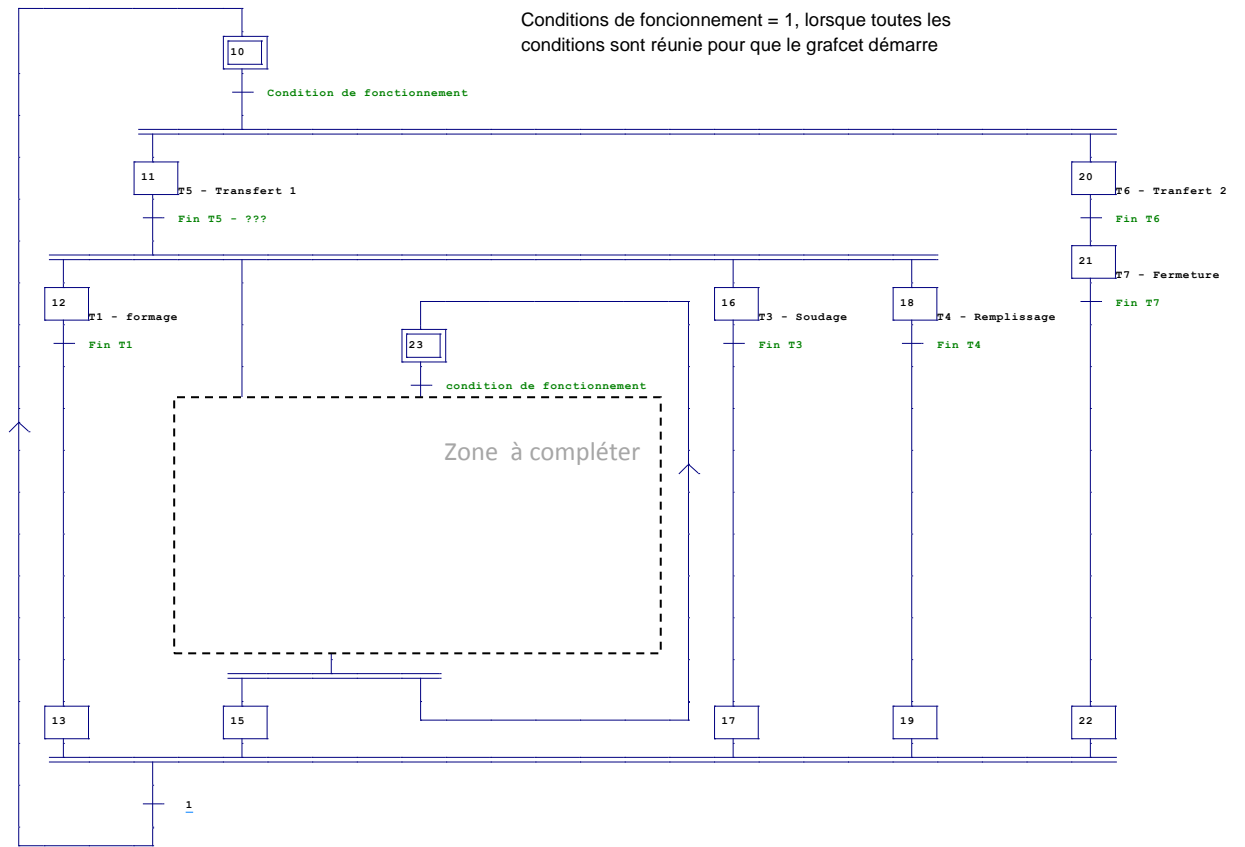 Conditions de foncionnement = 1, lorsque toutes les
conditions sont réunie pour que le grafcet démarre
10
Condition de fonctionnement
11
T5 - Transfert 1
Fin T5 - ???
20
T6 - Tranfert 2
Fin T6
21
T7 - Fermeture
Fin T7
12
T1 - formage
Fin T1
23
condition de fonctionnement
16
T3 - Soudage
Fin T3
18
T4 - Remplissage
Fin T4
Zone à compléter
13
15
17
19
22
1